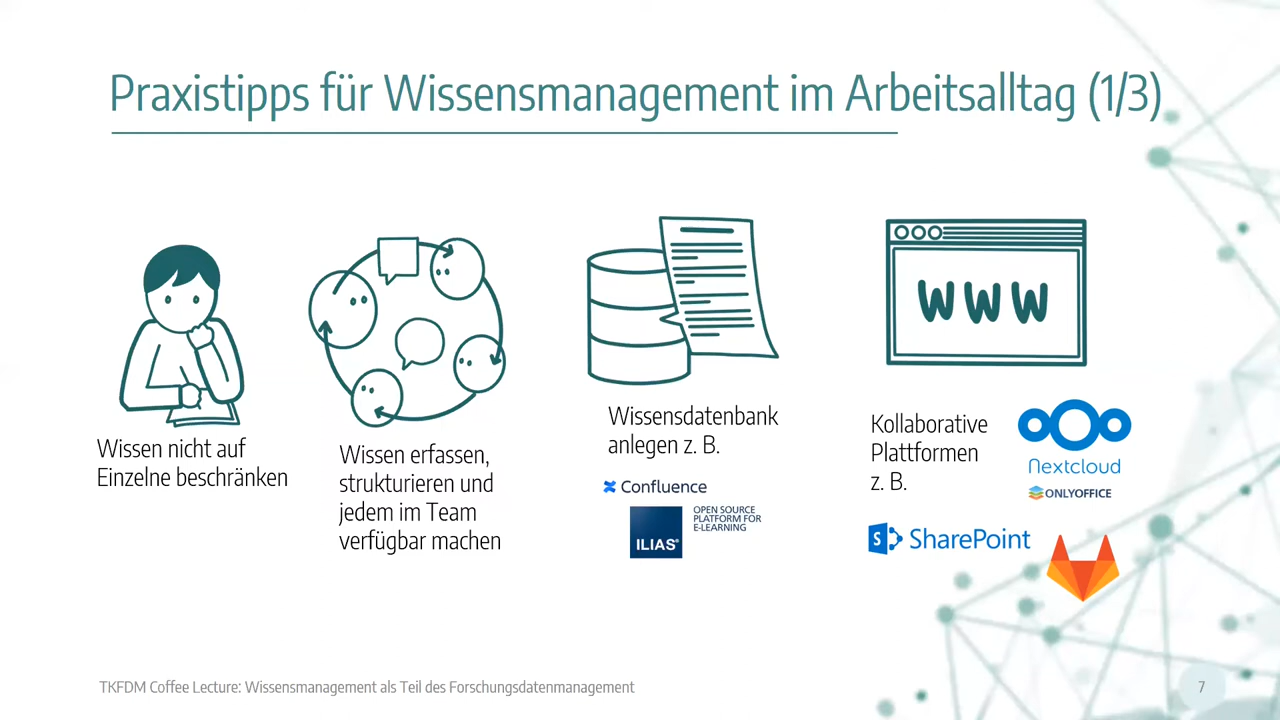 Praxistipps für Wissensmanagement im Arbeitsalltag (1/3)
Wissen nicht auf
Einzelne beschränken
Wissen erfassen,
strukturieren und
jedem im Team
verfügbar machen
Wissensdatenbank
anlegen z. B.
Confluence
ILIAS®
OPEN SOURCE
PLATFORM FOR
E-LEARNING
WWW
Kollaborative
Plattformen
z. B.
Nextcloud
ONLYOFFICE
S
SharePoint
TKFDM Coffee Lecture: Wissensmanagement als Teil des Forschungsdatenmanagement
7